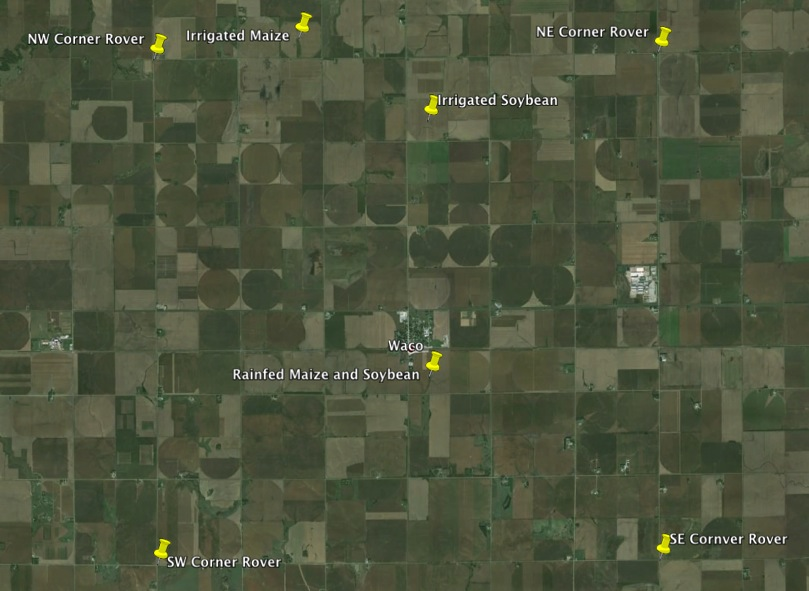 NW Corner Rover
Irrigated Maize
NE Corner Rover
Irrigated Soybean
Waco
Rainfed Maize and Soybean
SW Corner Rover
SE Cornver Rover